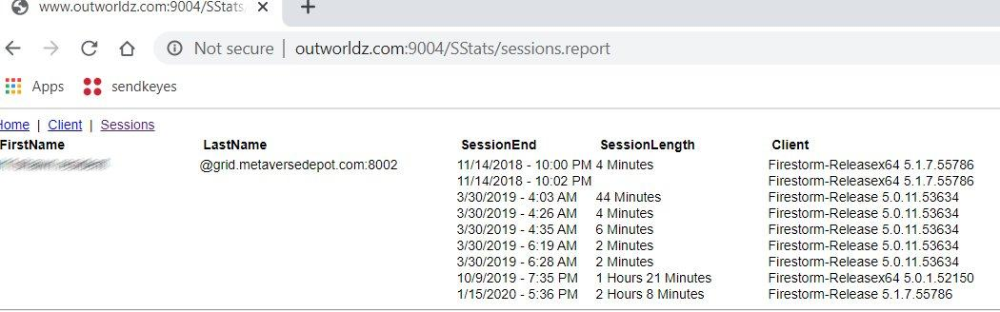 www.outworldz.com:9004/SStats
Not secure | outworldz.com:9004/SStats/sessions.report
Apps sendkeyes
Home | Client | Sessions
FirstName LastName SessionEnd SessionLength Client
@grid.metaversedepot.com:8002 11/14/2018 - 10:00 PM 4 Minutes Firestorm-Releasex64 5.1.7.55786
11/14/2018 - 10:02 PM Firestorm-Releasex64 5.1.7.55786
3/30/2019 - 4:03 AM 44 Minutes Firestorm-Release 5.0.11.53634
3/30/2019 - 4:26 AM 4 Minutes Firestorm-Release 5.0.11.53634
3/30/2019 - 4:35 AM 6 Minutes Firestorm-Release 5.0.11.53634
3/30/2019 - 6:19 AM 2 Minutes Firestorm-Release 5.0.11.53634
3/30/2019 - 6:28 AM 2 Minutes Firestorm-Release 5.0.11.53634
10/9/2019 - 7:35 PM 1 Hours 21 Minutes Firestorm-Releasex64 5.0.1.52150
1/15/2020 - 5:36 PM 2 Hours 8 Minutes Firestorm-Release 5.1.7.55786